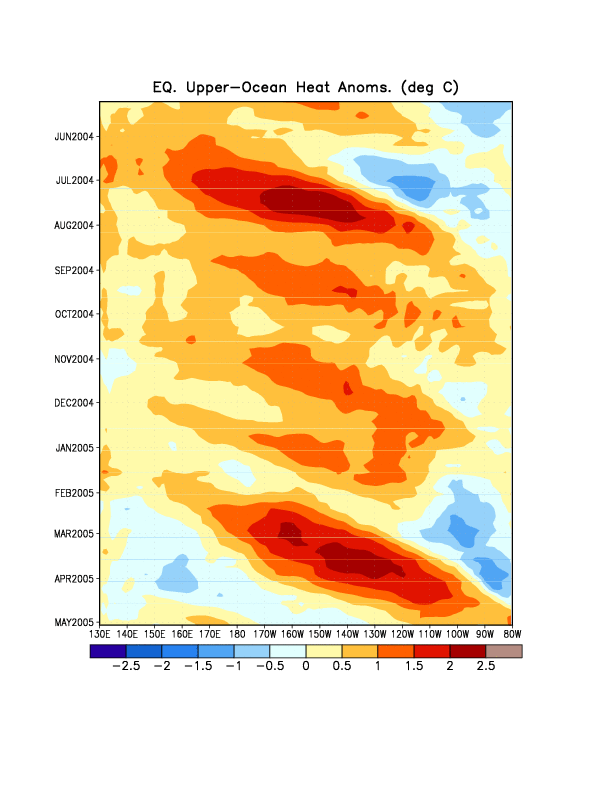 EQ. Upper-Ocean Heat Anoms. (deg C)
JUN2004
JUL2004
AUG2004
SEP2004
OCT2004
NOV2004
DEC2004
JAN2005
FEB2005
MAR2005
APR2005
MAY2005
130E 140E 150E 160E 170E 180 170W 160W 150W 140W 130W 120W 110W 100W 90W 80W
-2.5 -2 -1.5 -1 -0.5 0 0.5 1 1.5 2 2.5